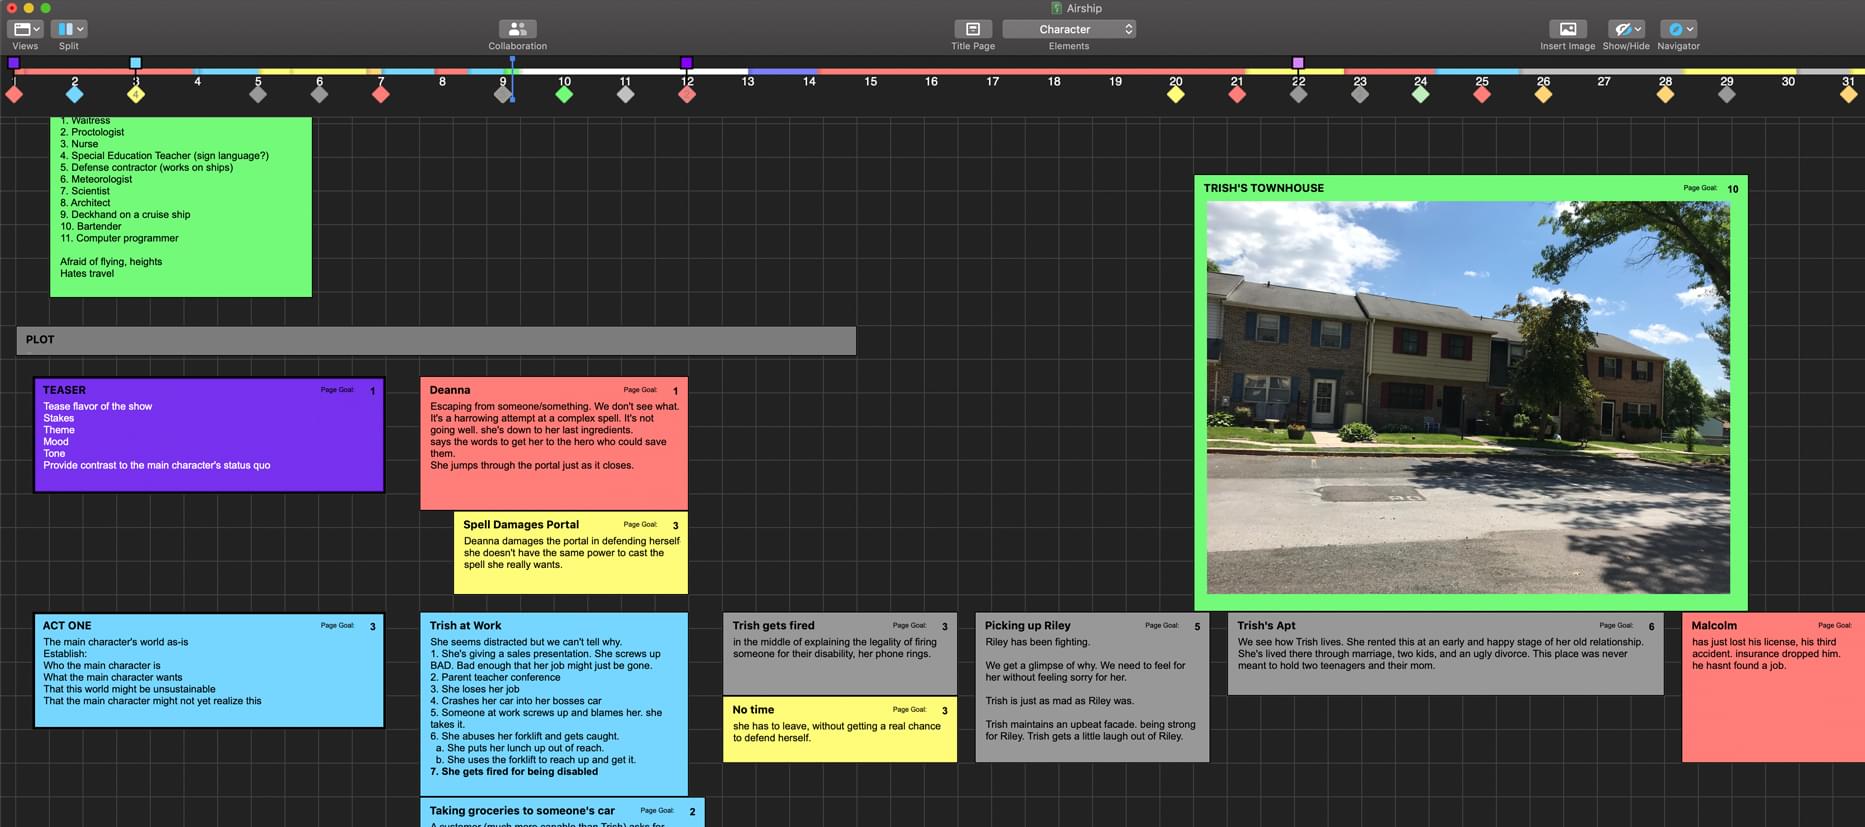 Airship
Views
Split
Collaboration
Title Page
Character
Elements
Insert Image
Show/Hide
Navigator
2 3 4 5 6 7 8 9 10 11 12 13 14 15 16 17 18 19 20 21 22 23 24 25 26 27 28 29 30 31
4
1. Waitress
2. Proctologist
3. Nurse
4. Special Education Teacher (sign language?)
5. Defense contractor (works on ships)
6. Meteorologist
7. Scientist
8. Architect
9. Deckhand on a cruise ship
10. Bartender
11. Computer programmer
Afraid of flying, heights
Hates travel
TRISH'S TOWNHOUSE Page Goal: 10
PLOT
TEASER Page Goal: 1
Tease flavor of the show
Stakes
Theme
Mood
Tone
Provide contrast to the main character's status quo
Deanna Page Goal: 1
Escaping from someone/something. We don't see what.
It's a harrowing attempt at a complex spell. It's not
going well. she's down to her last ingredients.
says the words to get her to the hero who could save
them.
She jumps through the portal just as it closes.
Spell Damages Portal Page Goal: 3
Deanna damages the portal in defending herself
she doesn't have the same power to cast the
spell she really wants.
ACT ONE Page Goal: 3
The main character's world as-is
Establish:
Who the main character is
What the main character wants
That this world might be unsustainable
That the main character might not yet realize this
Trish at Work
She seems distracted but we can't tell why.
1. She's giving a sales presentation. She screws up
BAD. Bad enough that her job might just be gone.
2. Parent teacher conference
3. She loses her job
4. Crashes her car into her bosses car
5. Someone at work screws up and blames her. she
takes it.
6. She abuses her forklift and gets caught.
a. She puts her lunch up out of reach.
b. She uses the forklift to reach up and get it.
7. She gets fired for being disabled
Taking groceries to someone's car Page Goal: 2
A customer (much more capable than Trish) asks for
Trish gets fired Page Goal: 3
in the middle of explaining the legality of firing
someone for their disability, her phone rings.
No time Page Goal: 3
she has to leave, without getting a real chance
to defend herself.
Picking up Riley Page Goal: 5
Riley has been fighting.
We get a glimpse of why. We need to feel for
her without feeling sorry for her.
Trish is just as mad as Riley was.
Trish maintains an upbeat facade. being strong
for Riley. Trish gets a little laugh out of Riley.
Trish's Apt Page Goal: 6
We see how Trish lives. She rented this at an early and happy stage of her old relationship.
She's lived there through marriage, two kids, and an ugly divorce. This place was never
meant to hold two teenagers and their mom.
Malcolm Page Goal:
has just lost his license, his third
accident. insurance dropped him.
he hasnt found a job.